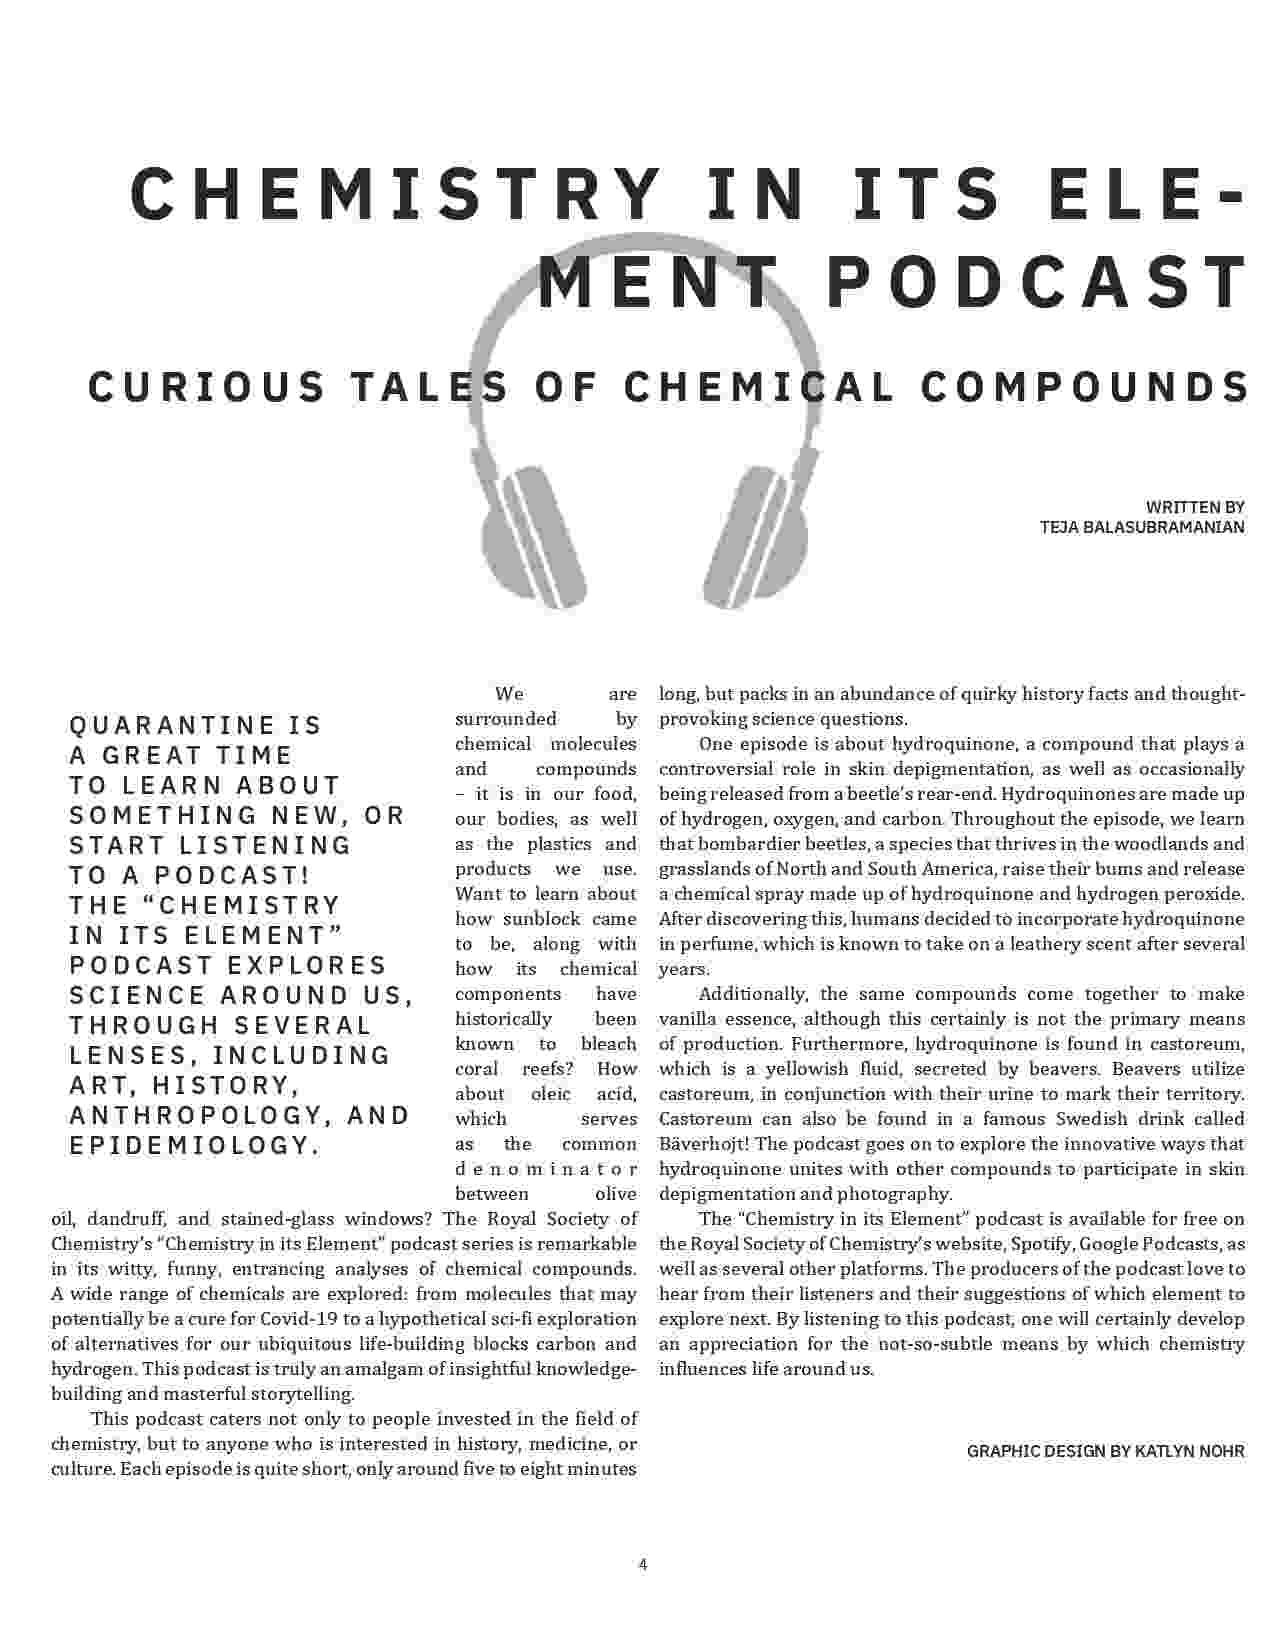 CHEMISTRY IN ITS ELE-
MENT PODCAST
CURIOUS TALES OF CHEMICAL COMPOUNDS
WRITTEN BY
TEJA BALASUBRAMANIAN
QUARANTINE IS
A GREAT TIME
TO LEARN ABOUT
SOMETHING NEW, OR
START LISTENING
TO A PODCAST!
THE “CHEMISTRY
IN ITS ELEMENT”
PODCAST EXPLORES
SCIENCE AROUND US,
THROUGH SEVERAL
LENSES, INCLUDING
ART, HISTORY,
ANTHROPOLOGY, AND
EPIDEMIOLOGY.
We are
surrounded by
chemical molecules
and compounds
– it is in our food,
our bodies, as well
as the plastics and
products we use.
Want to learn about
how sunblock came
to be, along with
how its chemical
components have
historically been
known to bleach
coral reefs? How
about oleic acid,
which serves
as the common
denominator
between olive
oil, dandruff, and stained-glass windows? The Royal Society of
Chemistry’s “Chemistry in its Element” podcast series is remarkable
in its witty, funny, entrancing analyses of chemical compounds.
A wide range of chemicals are explored: from molecules that may
potentially be a cure for Covid-19 to a hypothetical sci-fi exploration
of alternatives for our ubiquitous life-building blocks carbon and
hydrogen. This podcast is truly an amalgam of insightful knowledge-
building and masterful storytelling.
This podcast caters not only to people invested in the field of
chemistry, but to anyone who is interested in history, medicine, or
culture. Each episode is quite short, only around five to eight minutes
long, but packs in an abundance of quirky history facts and thought-
provoking science questions.
One episode is about hydroquinone, a compound that plays a
controversial role in skin depigmentation, as well as occasionally
being released from a beetle’s rear-end. Hydroquinones are made up
of hydrogen, oxygen, and carbon. Throughout the episode, we learn
that bombardier beetles, a species that thrives in the woodlands and
grasslands of North and South America, raise their bums and release
a chemical spray made up of hydroquinone and hydrogen peroxide.
After discovering this, humans decided to incorporate hydroquinone
in perfume, which is known to take on a leathery scent after several
years.
Additionally, the same compounds come together to make
vanilla essence, although this certainly is not the primary means
of production. Furthermore, hydroquinone is found in castoreum,
which is a yellowish fluid, secreted by beavers. Beavers utilize
castoreum, in conjunction with their urine to mark their territory.
Castoreum can also be found in a famous Swedish drink called
Bäverhojt! The podcast goes on to explore the innovative ways that
hydroquinone unites with other compounds to participate in skin
depigmentation and photography.
The “Chemistry in its Element” podcast is available for free on
the Royal Society of Chemistry’s website, Spotify, Google Podcasts, as
well as several other platforms. The producers of the podcast love to
hear from their listeners and their suggestions of which element to
explore next. By listening to this podcast, one will certainly develop
an appreciation for the not-so-subtle means by which chemistry
influences life around us.
GRAPHIC DESIGN BY KATLYN NOHR
4